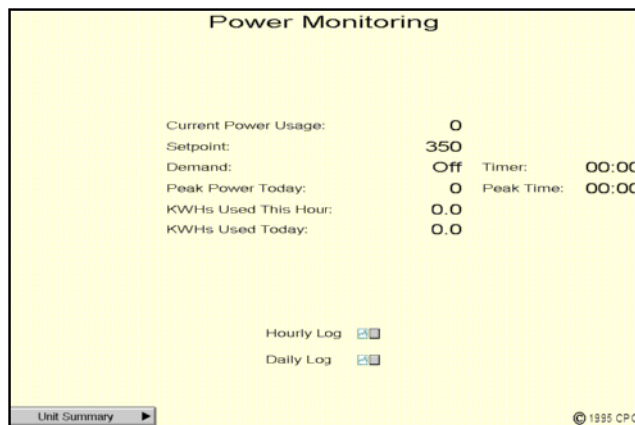 Power Monitoring
Current Power Usage: 0
Setpoint: 350
Demand: Off Timer: 00:00
Peak Power Today: 0 Peak Time: 00:00
KWHs Used This Hour: 0.0
KWHs Used Today: 0.0
Hourly Log
Daily Log
Unit Summary
© 1995 CPC